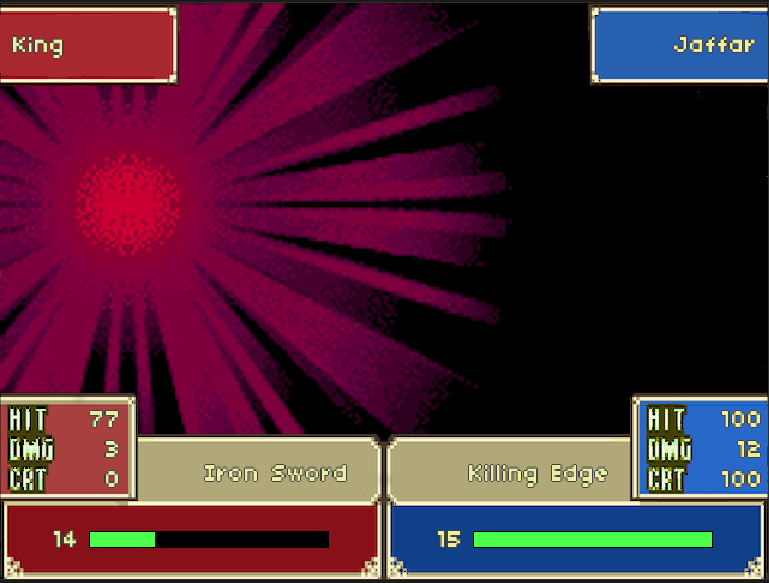 King
Jaffar
HIT 77
DMG 3
CRT 0
Iron Sword
Killing Edge
HIT 100
DMG 12
CRT 100
14
15